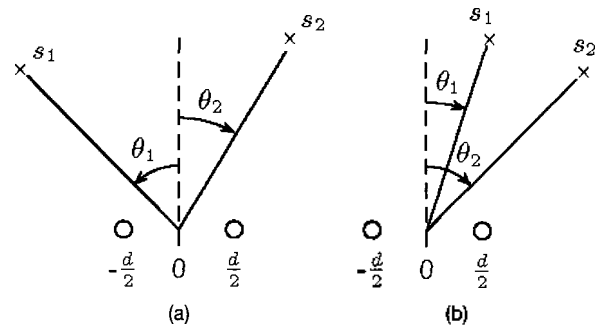 s₁ s₂ s₁ s₂
θ₁ θ₂ θ₁ θ₂
-d/2 0 d/2 -d/2 0 d/2
(a) (b)